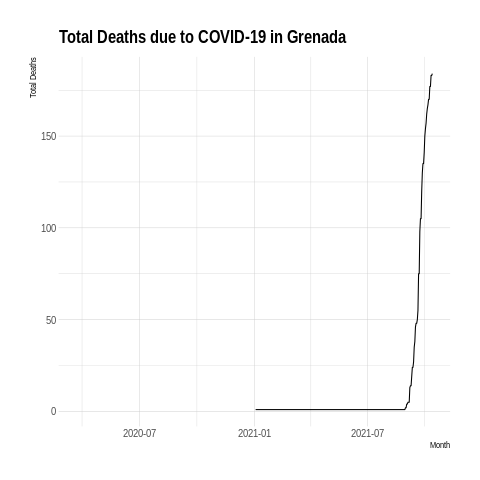 Total Deaths due to COVID-19 in Grenada
Total Deaths
150
100
50
0
2020-07 2021-01 2021-07
Month